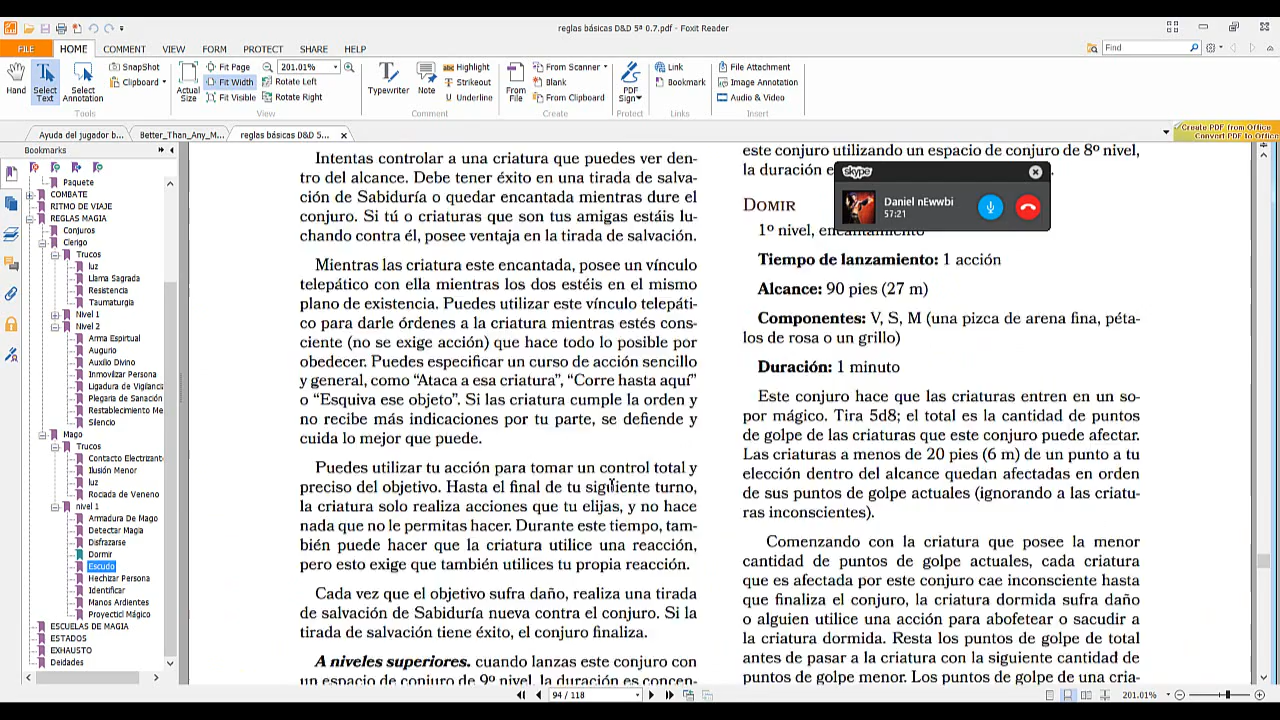 reglas básicas D&D 5ª 0.7.pdf - Foxit Reader
FILE
HOME
COMMENT
VIEW
FORM
PROTECT
SHARE
HELP
Find
Hand
Select
Text
Select
Annotation
SnapShot
Clipboard
Tools
Actual
Size
Fit Page
Fit Width
Fit Visible
201.01%
Rotate Left
Rotate Right
View
Typewriter
Note
Highlight
Strikeout
Underline
Comment
From
File
From Scanner
Blank
From Clipboard
Create
PDF
Sign
Protect
Link
Bookmark
Links
File Attachment
Image Annotation
Audio & Video
Insert
Ayuda del jugador b...
Better_Than_Any_M...
reglas básicas D&D 5...
Create PDF from Office
Convert PDF to Office
Bookmarks
Paquete
COMBATE
RITMO DE VIAJE
REGLAS MAGIA
Conjuros
Clerigo
Trucos
luz
Llama Sagrada
Resistencia
Taumaturgia
Nivel 1
Nivel 2
Arma Espirtual
Augurio
Auxilio Divino
Inmovilizar Persona
Ligadura de Vigilanc
Plegaria de Sanación
Restablecimiento Me
Silencio
Mago
Trucos
Contacto Electrizant
Ilusión Menor
luz
Rociada de Veneno
nivel 1
Armadura De Mago
Detectar Magia
Disfrazarse
Dormir
Escudo
Hechizar Persona
Identificar
Manos Ardientes
Proyecticl Mágico
ESCUELAS DE MAGIA
ESTADOS
EXHAUSTO
Deidades
Intentas controlar a una criatura que puedes ver den-
tro del alcance. Debe tener éxito en una tirada de salva-
ción de Sabiduría o quedar encantada mientras dure el
conjuro. Si tú o criaturas que son tus amigas estáis lu-
chando contra él, posee ventaja en la tirada de salvación.
Mientras las criatura este encantada, posee un vínculo
telepático con ella mientras los dos estéis en el mismo
plano de existencia. Puedes utilizar este vínculo telepáti-
co para darle órdenes a la criatura mientras estés cons-
ciente (no se exige acción) que hace todo lo posible por
obedecer. Puedes especificar un curso de acción sencillo
y general, como “Ataca a esa criatura”, “Corre hasta aquí”
o “Esquiva ese objeto”. Si las criatura cumple la orden y
no recibe más indicaciones por tu parte, se defiende y
cuida lo mejor que puede.
Puedes utilizar tu acción para tomar un control total y
preciso del objetivo. Hasta el final de tu siguiente turno,
la criatura solo realiza acciones que tu elijas, y no hace
nada que no le permitas hacer. Durante este tiempo, tam-
bién puede hacer que la criatura utilice una reacción,
pero esto exige que también utilices tu propia reacción.
Cada vez que el objetivo sufra daño, realiza una tirada
de salvación de Sabiduría nueva contra el conjuro. Si la
tirada de salvación tiene éxito, el conjuro finaliza.
A niveles superiores. cuando lanzas este conjuro con
un espacio de conjuro de 9º nivel, la duración es concen-
este conjuro utilizando un espacio de conjuro de 8º nivel,
la duración e
skype
Daniel nEwwbi
57:21
DOMIR
1º nivel, encantamiento
Tiempo de lanzamiento: 1 acción
Alcance: 90 pies (27 m)
Componentes: V, S, M (una pizca de arena fina, péta-
los de rosa o un grillo)
Duración: 1 minuto
Este conjuro hace que las criaturas entren en un so-
por mágico. Tira 5d8; el total es la cantidad de puntos
de golpe de las criaturas que este conjuro puede afectar.
Las criaturas a menos de 20 pies (6 m) de un punto a tu
elección dentro del alcance quedan afectadas en orden
de sus puntos de golpe actuales (ignorando a las criatu-
ras inconscientes).
Comenzando con la criatura que posee la menor
cantidad de puntos de golpe actuales, cada criatura
que es afectada por este conjuro cae inconsciente hasta
que finaliza el conjuro, la criatura dormida sufra daño
o alguien utilice una acción para abofetear o sacudir a
la criatura dormida. Resta los puntos de golpe de total
antes de pasar a la criatura con la siguiente cantidad de
puntos de golpe menor. Los puntos de golpe de una cria-
94 / 118
201.01%